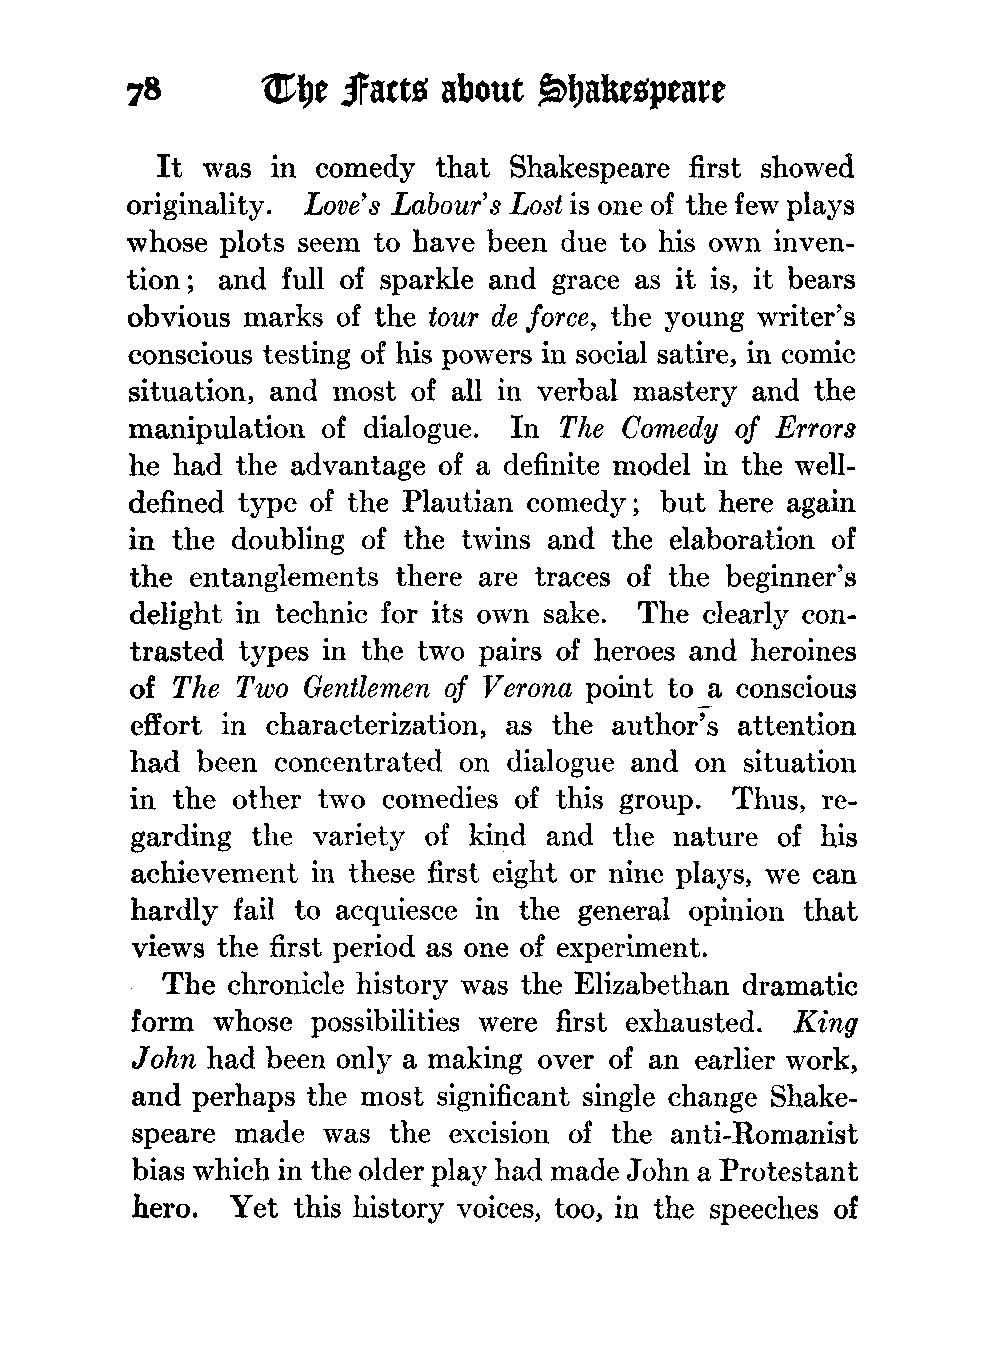 78 The Facts about Shakespeare
It was in comedy that Shakespeare first showed
originality. Love's Labour's Lost is one of the few plays
whose plots seem to have been due to his own inven-
tion; and full of sparkle and grace as it is, it bears
obvious marks of the tour de force, the young writer's
conscious testing of his powers in social satire, in comic
situation, and most of all in verbal mastery and the
manipulation of dialogue. In The Comedy of Errors
he had the advantage of a definite model in the well-
defined type of the Plautian comedy; but here again
in the doubling of the twins and the elaboration of
the entanglements there are traces of the beginner's
delight in technic for its own sake. The clearly con-
trasted types in the two pairs of heroes and heroines
of The Two Gentlemen of Verona point to a conscious
effort in characterization, as the author's attention
had been concentrated on dialogue and on situation
in the other two comedies of this group. Thus, re-
garding the variety of kind and the nature of his
achievement in these first eight or nine plays, we can
hardly fail to acquiesce in the general opinion that
views the first period as one of experiment.
The chronicle history was the Elizabethan dramatic
form whose possibilities were first exhausted. King
John had been only a making over of an earlier work,
and perhaps the most significant single change Shake-
speare made was the excision of the anti-Romanist
bias which in the older play had made John a Protestant
hero. Yet this history voices, too, in the speeches of